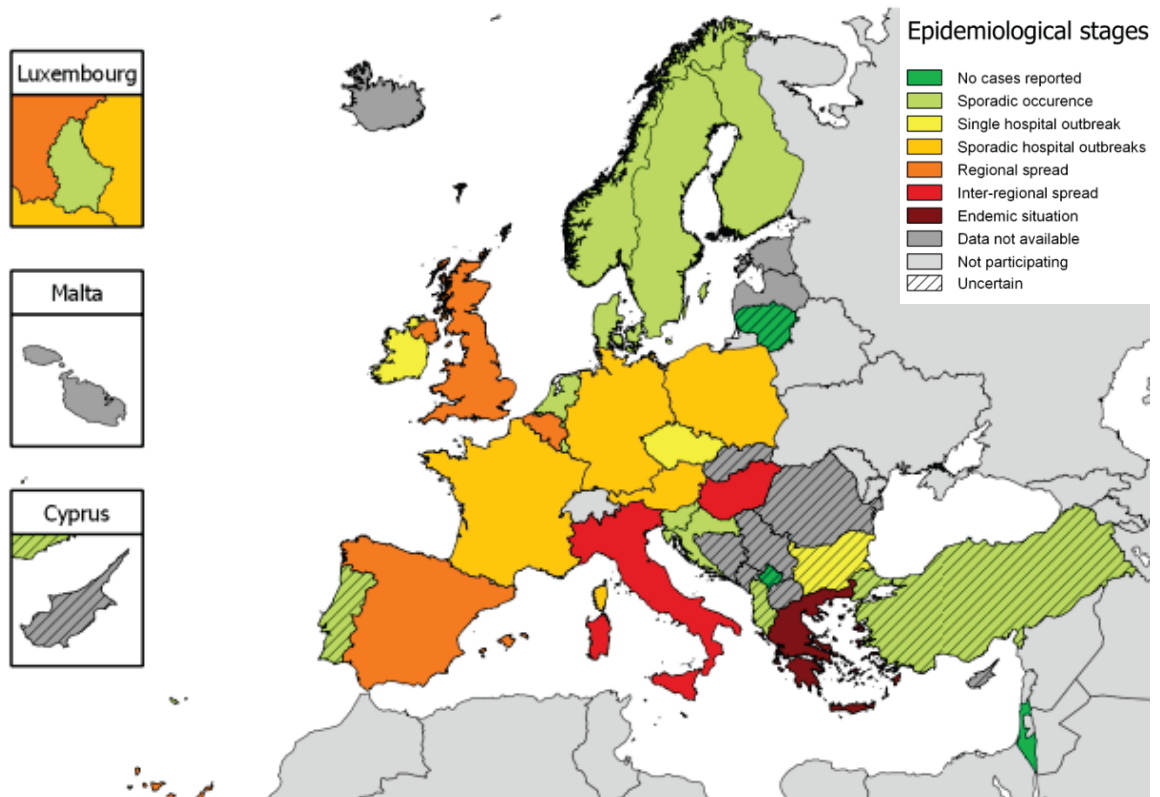 Epidemiological stages
No cases reported
Sporadic occurence
Single hospital outbreak
Sporadic hospital outbreaks
Regional spread
Inter-regional spread
Endemic situation
Data not available
Not participating
Uncertain
Luxembourg
Malta
Cyprus